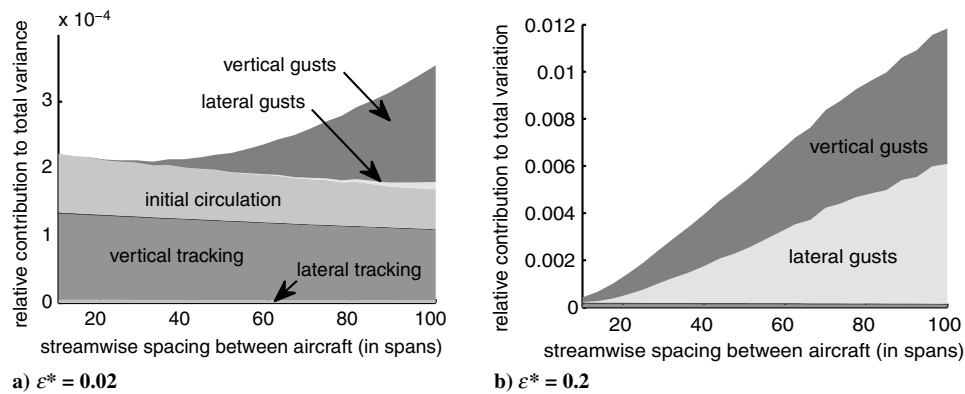 x 10⁻⁴
relative contribution to total variance
3
2
1
0
vertical gusts
lateral gusts
initial circulation
vertical tracking
lateral tracking
20 40 60 80 100
streamwise spacing between aircraft (in spans)
a) ε* = 0.02
relative contribution to total variation
0.012
0.01
0.008
0.006
0.004
0.002
0
vertical gusts
lateral gusts
20 40 60 80 100
streamwise spacing between aircraft (in spans)
b) ε* = 0.2